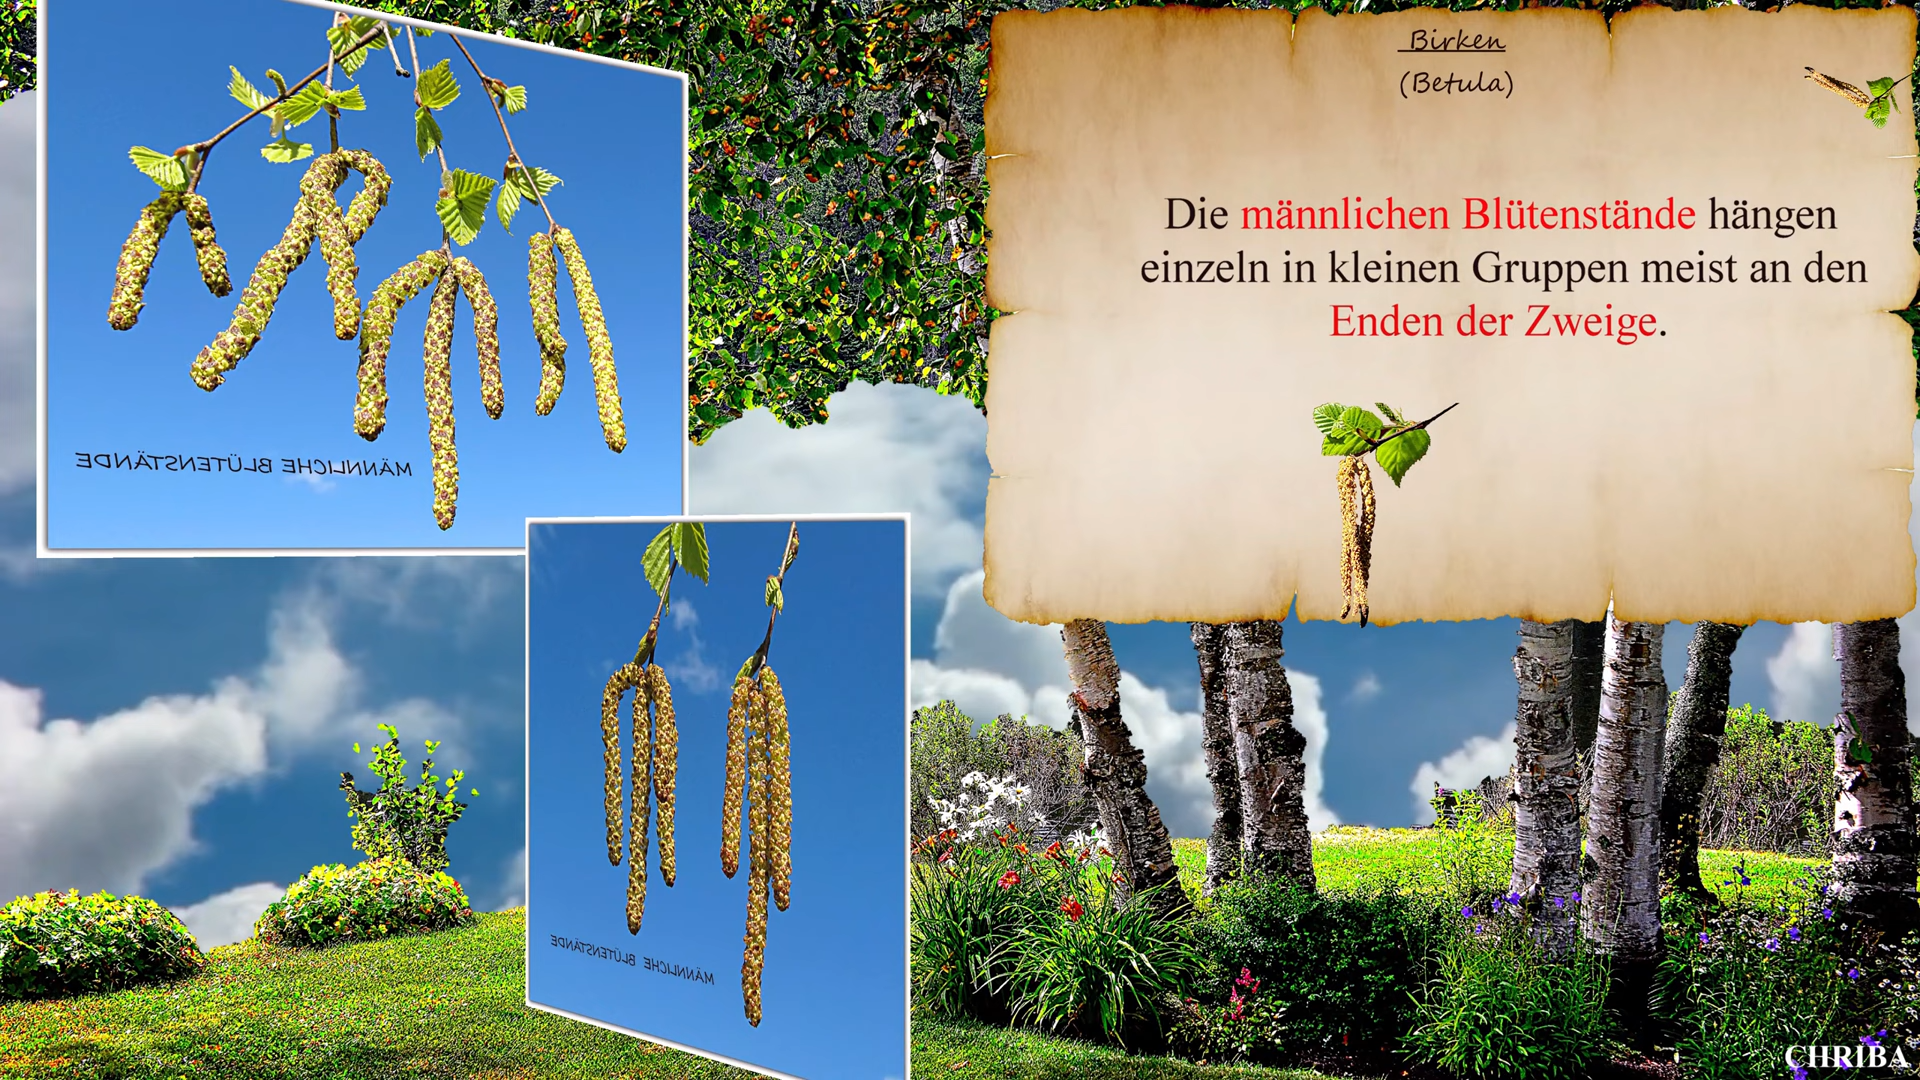 Birken
(Betula)
Die männlichen Blütenstände hängen
einzeln in kleinen Gruppen meist an den
Enden der Zweige.
MÄNNLICHE BLÜTENSTÄNDE
MÄNNLICHE BLÜTENSTÄNDE
CHRIBA